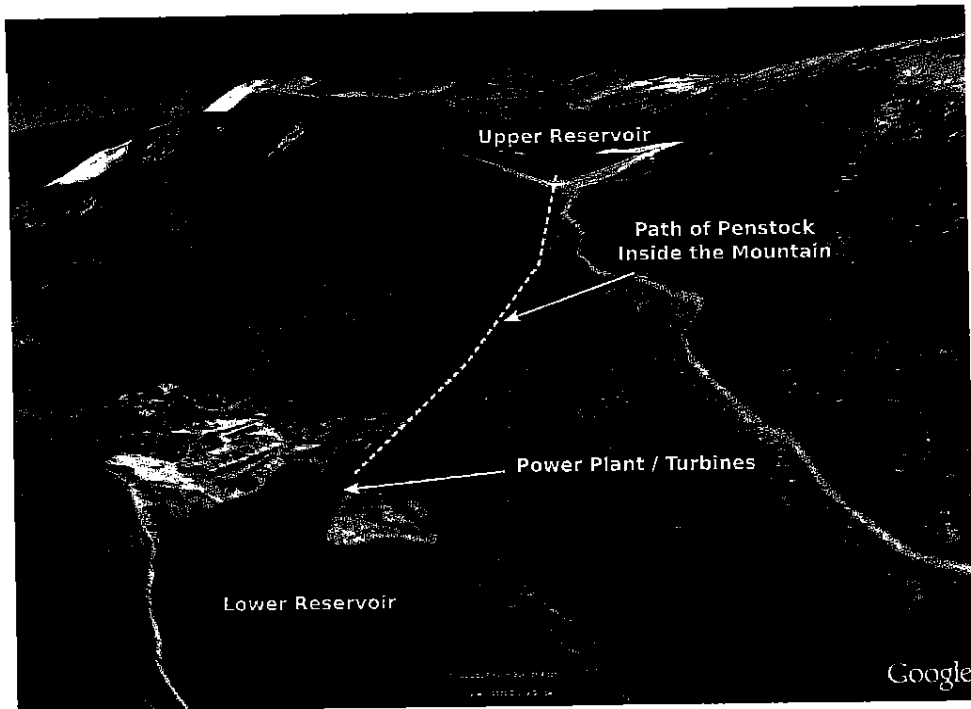 Upper Reservoir
Path of Penstock
Inside the Mountain
Power Plant / Turbines
Lower Reservoir
Google